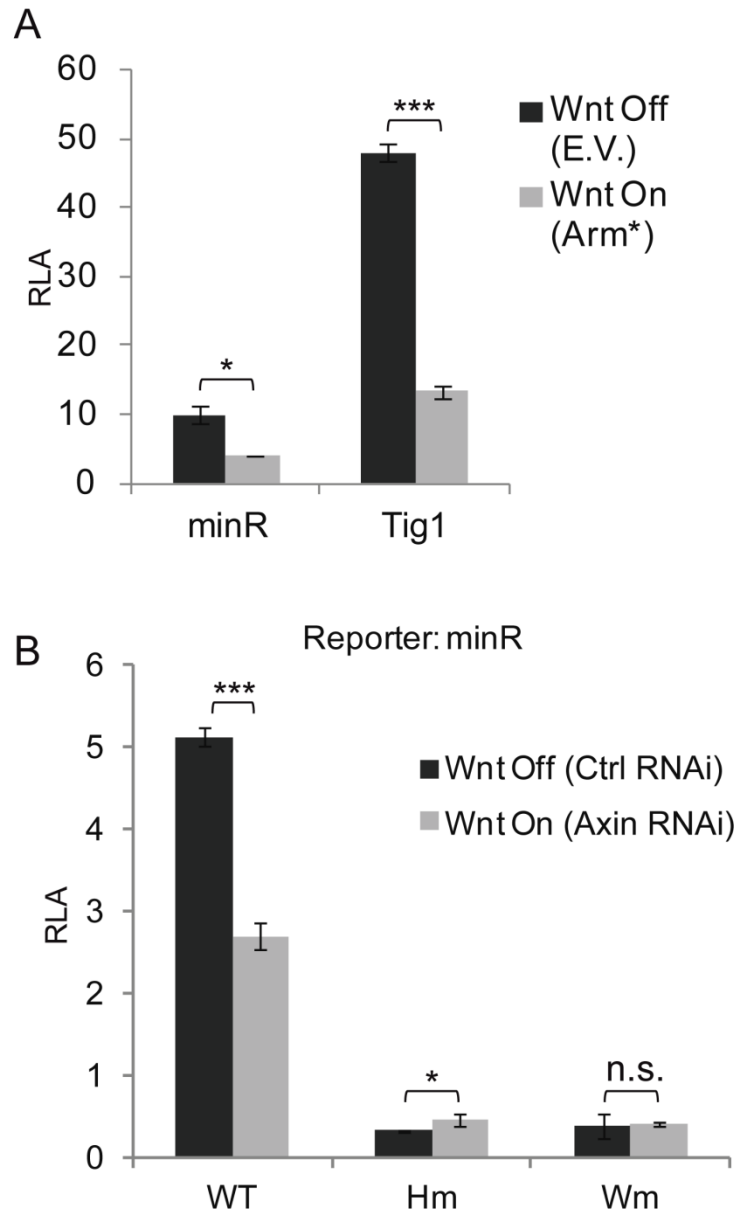 A
60
50
40
30
20
10
0
RLA
***
*
minR
Tig1
Wnt Off
(E.V.)
Wnt On
(Arm*)
B
Reporter: minR
6
5
4
3
2
1
0
RLA
***
*
n.s.
Wnt Off (Ctrl RNAi)
Wnt On (Axin RNAi)
WT
Hm
Wm